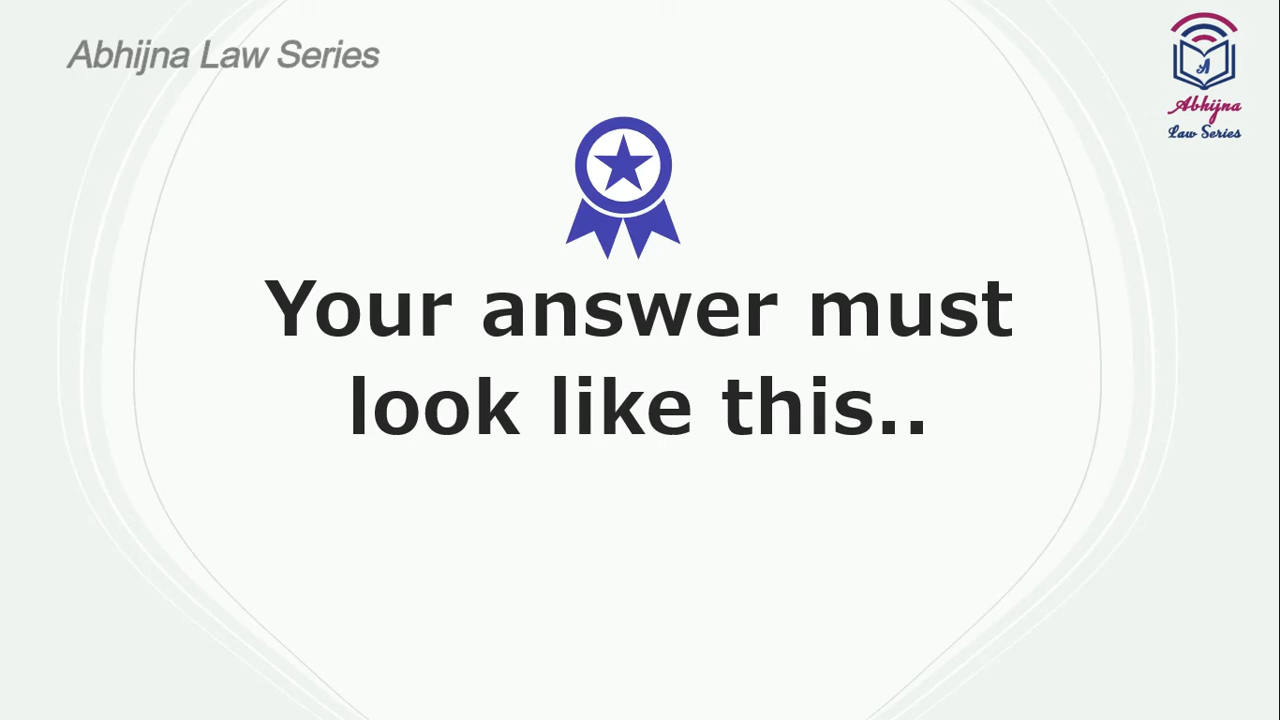 Abhijna Law Series
A
Abhijna
Law Series
Your answer must
look like this..